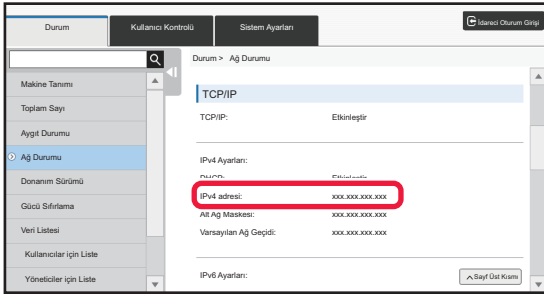 Durum
Kullanıcı Kontrolü
Sistem Ayarları
İdareci Oturum Girişi
Durum > Ağ Durumu
Makine Tanımı
Toplam Sayı
Aygıt Durumu
Ağ Durumu
Donanım Sürümü
Gücü Sıfırlama
Veri Listesi
Kullanıcılar için Liste
Yöneticiler için Liste
TCP/IP
TCP/IP: Etkinleştir
IPv4 Ayarları:
DHCP: Etkinleştir
IPv4 adresi: xxx.xxx.xxx.xxx
Alt Ağ Maskesi: xxx.xxx.xxx.xxx
Varsayılan Ağ Geçidi: xxx.xxx.xxx.xxx
IPv6 Ayarları:
Sayf Üst Kısmı